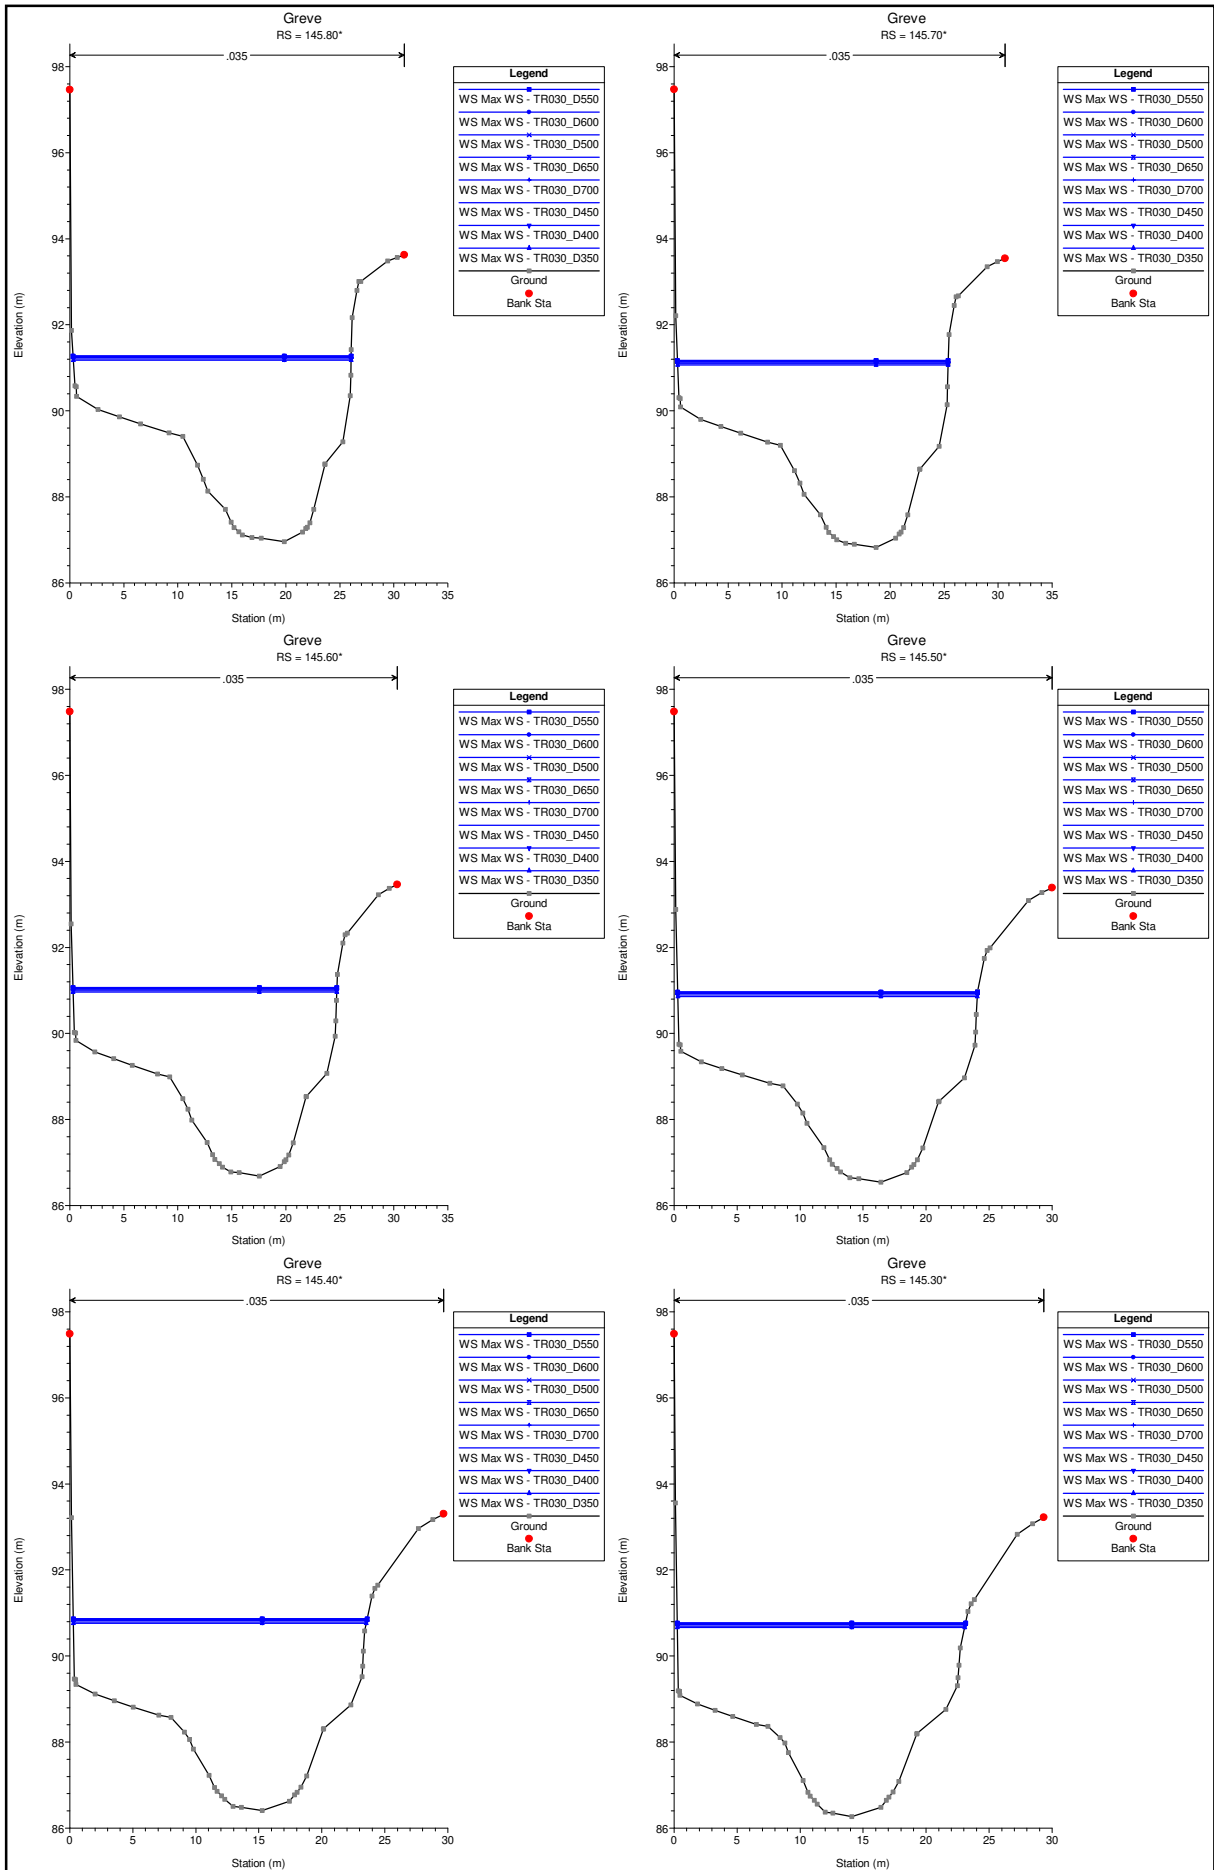 Greve
RS = 145.80*
.035
98
96
94
92
90
88
86
0 5 10 15 20 25 30 35
Elevation (m)
Station (m)
Legend
WS Max WS - TR030_D550
WS Max WS - TR030_D600
WS Max WS - TR030_D500
WS Max WS - TR030_D650
WS Max WS - TR030_D700
WS Max WS - TR030_D450
WS Max WS - TR030_D400
WS Max WS - TR030_D350
Ground
Bank Sta
Greve
RS = 145.70*
.035
98
96
94
92
90
88
86
0 5 10 15 20 25 30 35
Elevation (m)
Station (m)
Legend
WS Max WS - TR030_D550
WS Max WS - TR030_D600
WS Max WS - TR030_D500
WS Max WS - TR030_D650
WS Max WS - TR030_D700
WS Max WS - TR030_D450
WS Max WS - TR030_D400
WS Max WS - TR030_D350
Ground
Bank Sta
Greve
RS = 145.60*
.035
98
96
94
92
90
88
86
0 5 10 15 20 25 30 35
Elevation (m)
Station (m)
Legend
WS Max WS - TR030_D550
WS Max WS - TR030_D600
WS Max WS - TR030_D500
WS Max WS - TR030_D650
WS Max WS - TR030_D700
WS Max WS - TR030_D450
WS Max WS - TR030_D400
WS Max WS - TR030_D350
Ground
Bank Sta
Greve
RS = 145.50*
.035
98
96
94
92
90
88
86
0 5 10 15 20 25 30
Elevation (m)
Station (m)
Legend
WS Max WS - TR030_D550
WS Max WS - TR030_D600
WS Max WS - TR030_D500
WS Max WS - TR030_D650
WS Max WS - TR030_D700
WS Max WS - TR030_D450
WS Max WS - TR030_D400
WS Max WS - TR030_D350
Ground
Bank Sta
Greve
RS = 145.40*
.035
98
96
94
92
90
88
86
0 5 10 15 20 25 30
Elevation (m)
Station (m)
Legend
WS Max WS - TR030_D550
WS Max WS - TR030_D600
WS Max WS - TR030_D500
WS Max WS - TR030_D650
WS Max WS - TR030_D700
WS Max WS - TR030_D450
WS Max WS - TR030_D400
WS Max WS - TR030_D350
Ground
Bank Sta
Greve
RS = 145.30*
.035
98
96
94
92
90
88
86
0 5 10 15 20 25 30
Elevation (m)
Station (m)
Legend
WS Max WS - TR030_D550
WS Max WS - TR030_D600
WS Max WS - TR030_D500
WS Max WS - TR030_D650
WS Max WS - TR030_D700
WS Max WS - TR030_D450
WS Max WS - TR030_D400
WS Max WS - TR030_D350
Ground
Bank Sta